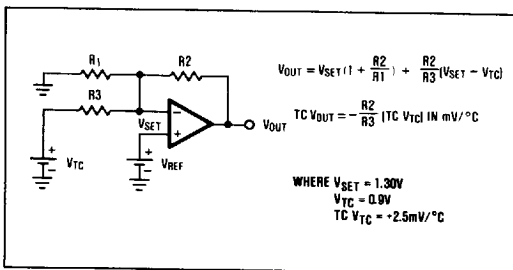 R1
R2
R3
VSET
−
+
VOUT
+
−
VTC
+
−
VREF
VOUT = VSET(1 + R2/R1) + R2/R3 (VSET − VTC)
TC VOUT = − R2/R3 (TC VTC) IN mV/°C
WHERE VSET = 1.30V
VTC = 0.9V
TC VTC = +2.5mV/°C